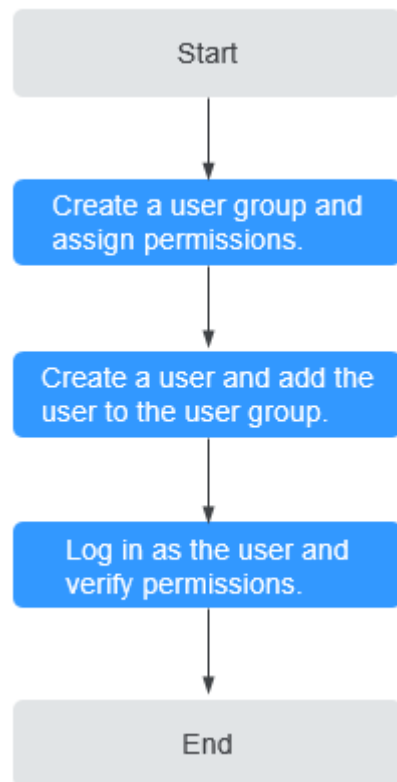 Start
Create a user group and
assign permissions.
Create a user and add the
user to the user group.
Log in as the user and
verify permissions.
End